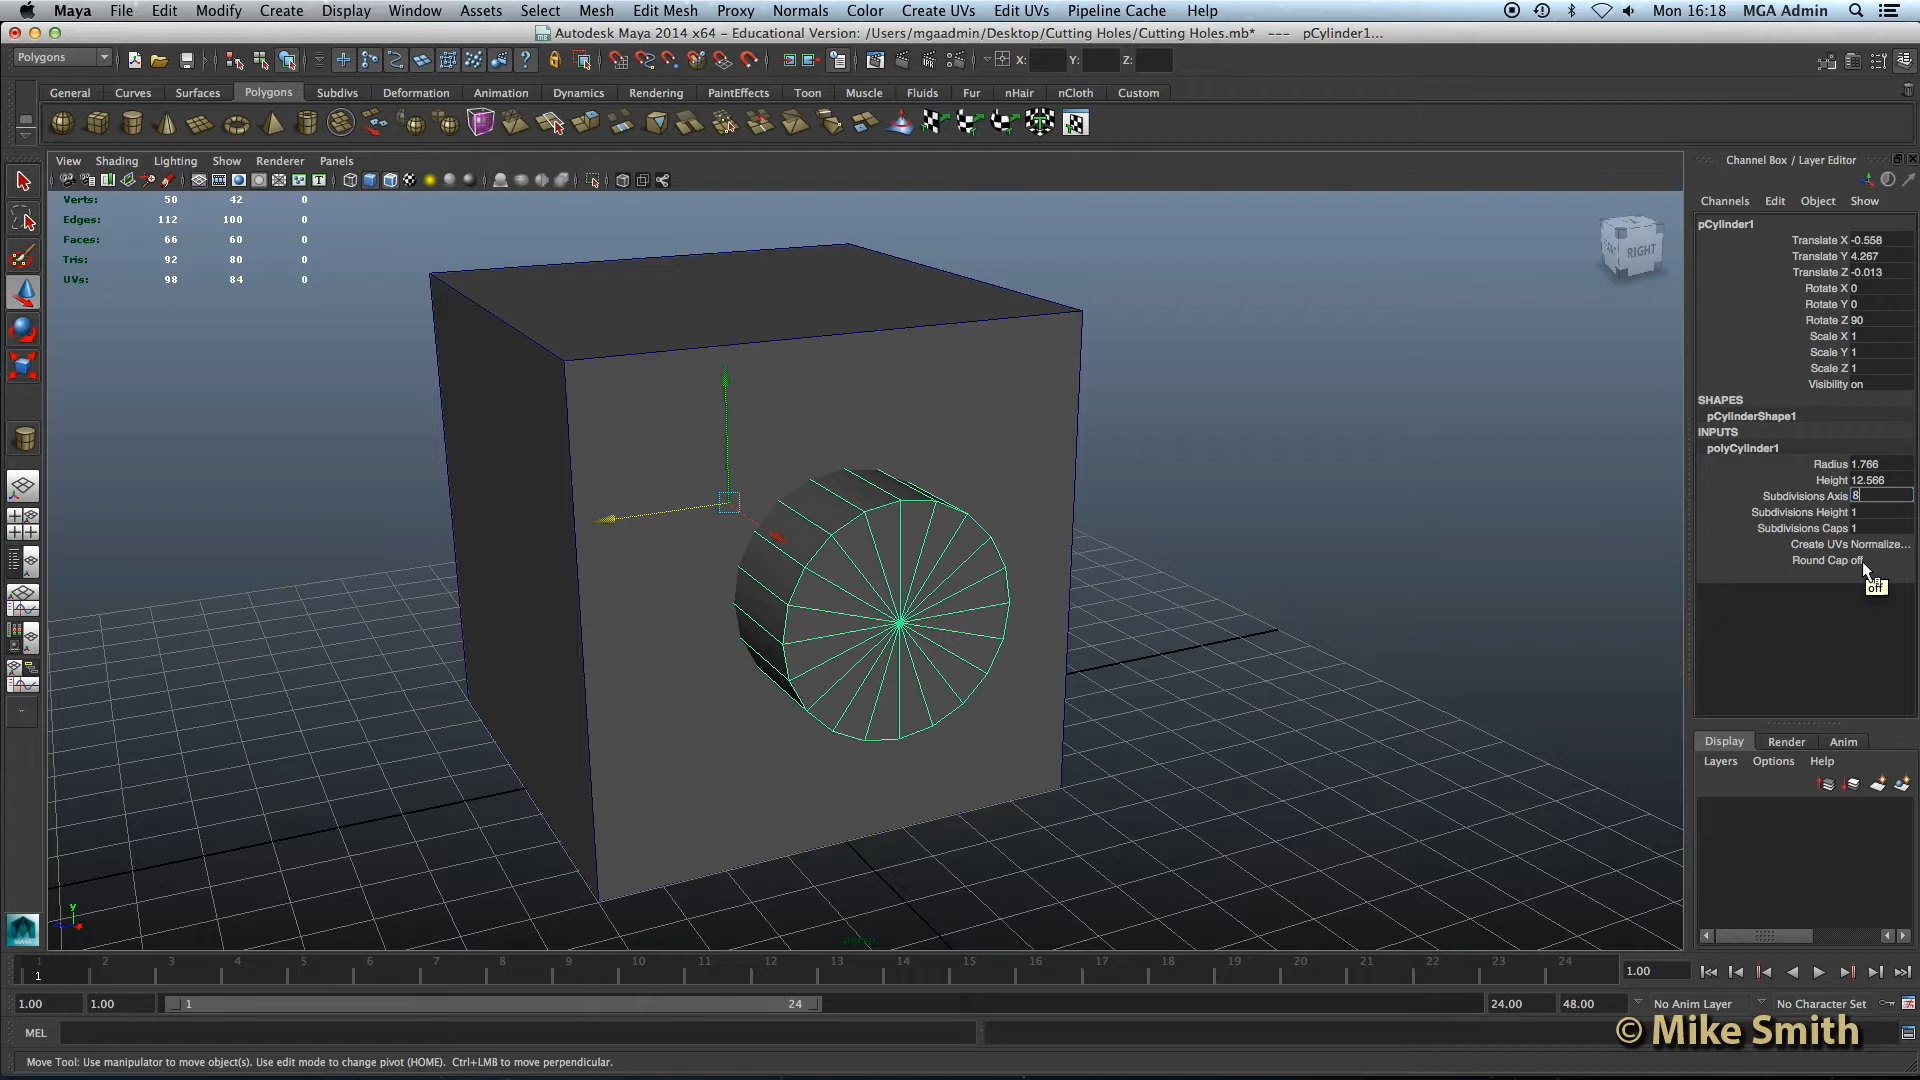 Maya File Edit Modify Create Display Window Assets Select Mesh Edit Mesh Proxy Normals Color Create UVs Edit UVs Pipeline Cache Help Mon 16:18 MGA Admin
Autodesk Maya 2014 x64 – Educational Version: /Users/mgaadmin/Desktop/Cutting Holes/Cutting Holes.mb* --- pCylinder1...
Polygons X: Y: Z:
General Curves Surfaces Polygons Subdivs Deformation Animation Dynamics Rendering PaintEffects Toon Muscle Fluids Fur nHair nCloth Custom
View Shading Lighting Show Renderer Panels
Verts: 50 42 0
Edges: 112 100 0
Faces: 66 60 0
Tris: 92 80 0
UVs: 98 84 0
RIGHT
y
persp
Channel Box / Layer Editor
Channels Edit Object Show
pCylinder1
Translate X -0.558
Translate Y 4.267
Translate Z -0.013
Rotate X 0
Rotate Y 0
Rotate Z 90
Scale X 1
Scale Y 1
Scale Z 1
Visibility on
SHAPES
pCylinderShape1
INPUTS
polyCylinder1
Radius 1.766
Height 12.566
Subdivisions Axis 8
Subdivisions Height 1
Subdivisions Caps 1
Create UVs Normalize...
Round Cap off
off
Display Render Anim
Layers Options Help
1 2 3 4 5 6 7 8 9 10 11 12 13 14 15 16 17 18 19 20 21 22 23 24
1 1.00
1.00 1.00 1 24 24.00 48.00 No Anim Layer No Character Set
MEL
© Mike Smith
Move Tool: Use manipulator to move object(s). Use edit mode to change pivot (HOME). Ctrl+LMB to move perpendicular.